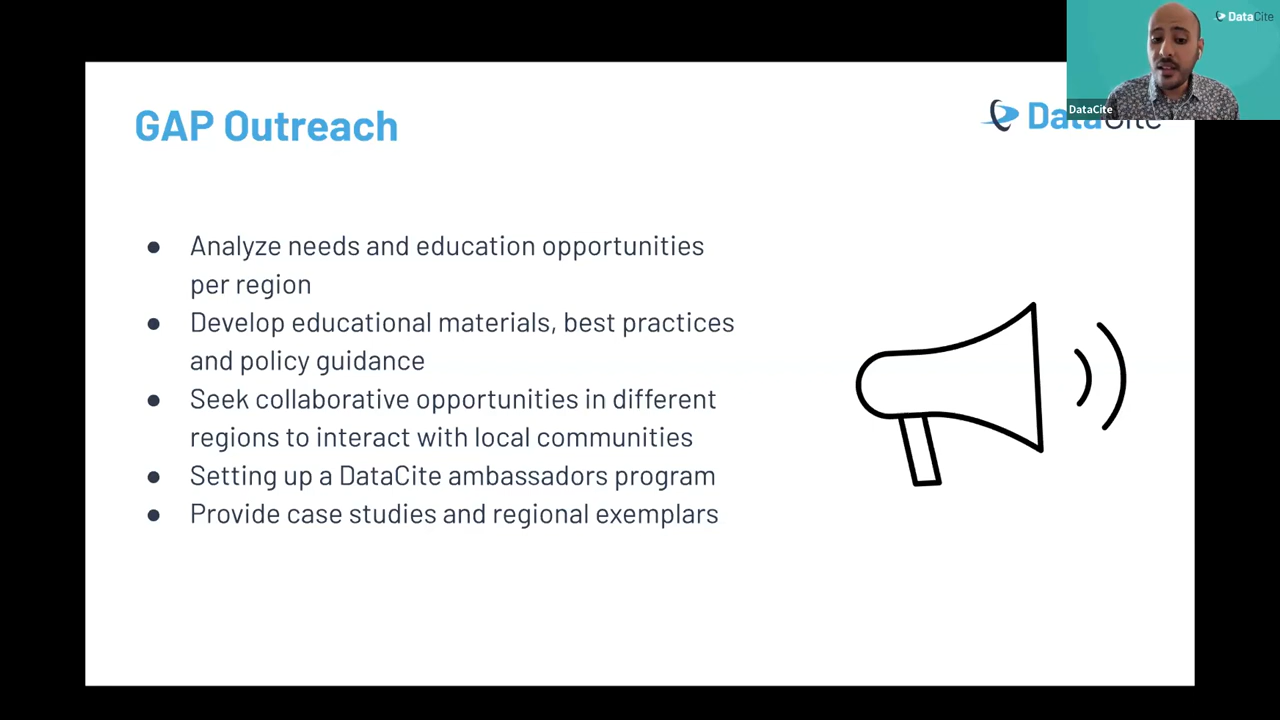 DataCite
DataCite
GAP Outreach
DataCite
● Analyze needs and education opportunities
per region
● Develop educational materials, best practices
and policy guidance
● Seek collaborative opportunities in different
regions to interact with local communities
● Setting up a DataCite ambassadors program
● Provide case studies and regional exemplars